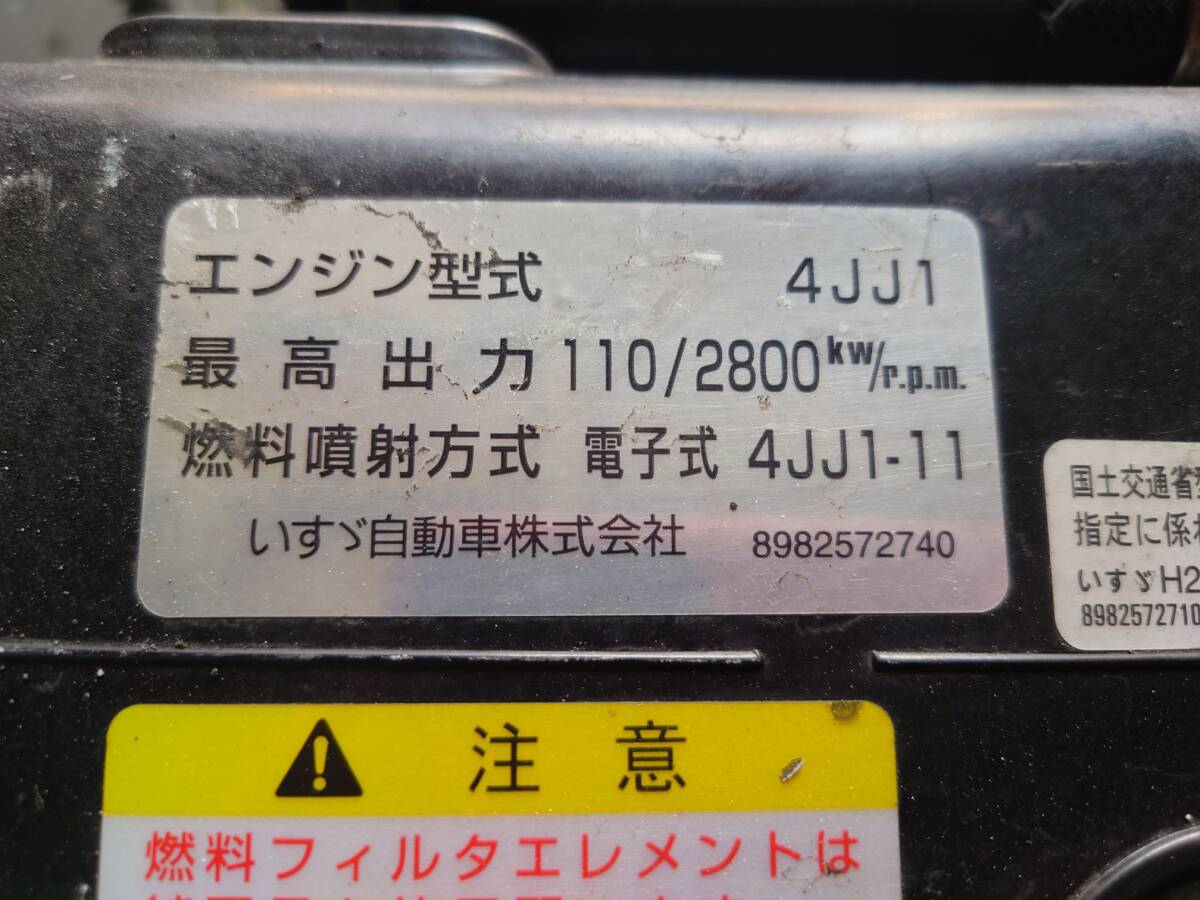 エンジン型式 4JJ1
最高出力 110/2800kw/r.p.m.
燃料噴射方式 電子式 4JJ1-11
いすゞ自動車株式会社 8982572740
国土交通省
指定に係
いすゞH2
8982572710
注意
燃料フィルタエレメントは